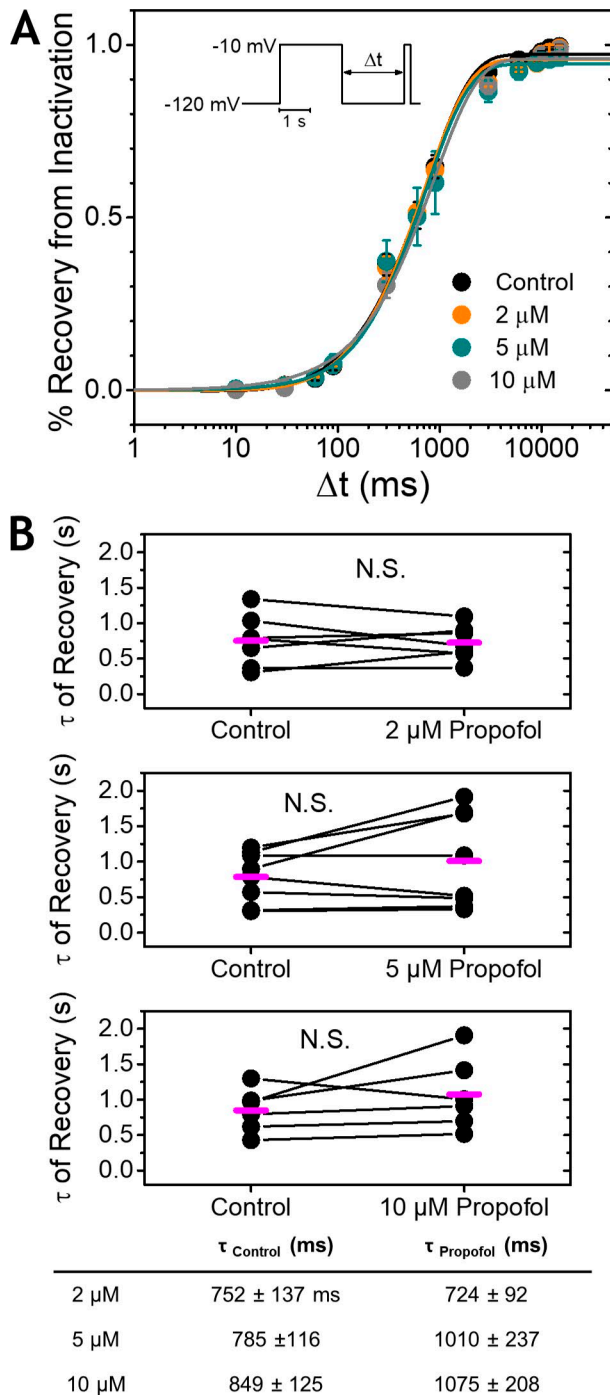 A
% Recovery from Inactivation
1.0
0.5
0.0
-10 mV
Δt
-120 mV
1 s
Control
2 μM
5 μM
10 μM
1 10 100 1000 10000
Δt (ms)
B
τ of Recovery (s)
2.0
1.5
1.0
0.5
0.0
N.S.
Control 2 μM Propofol
τ of Recovery (s)
2.0
1.5
1.0
0.5
0.0
N.S.
Control 5 μM Propofol
τ of Recovery (s)
2.0
1.5
1.0
0.5
0.0
N.S.
Control 10 μM Propofol
τ Control (ms) τ Propofol (ms)
2 μM 752 ± 137 ms 724 ± 92
5 μM 785 ±116 1010 ± 237
10 μM 849 ± 125 1075 ± 208